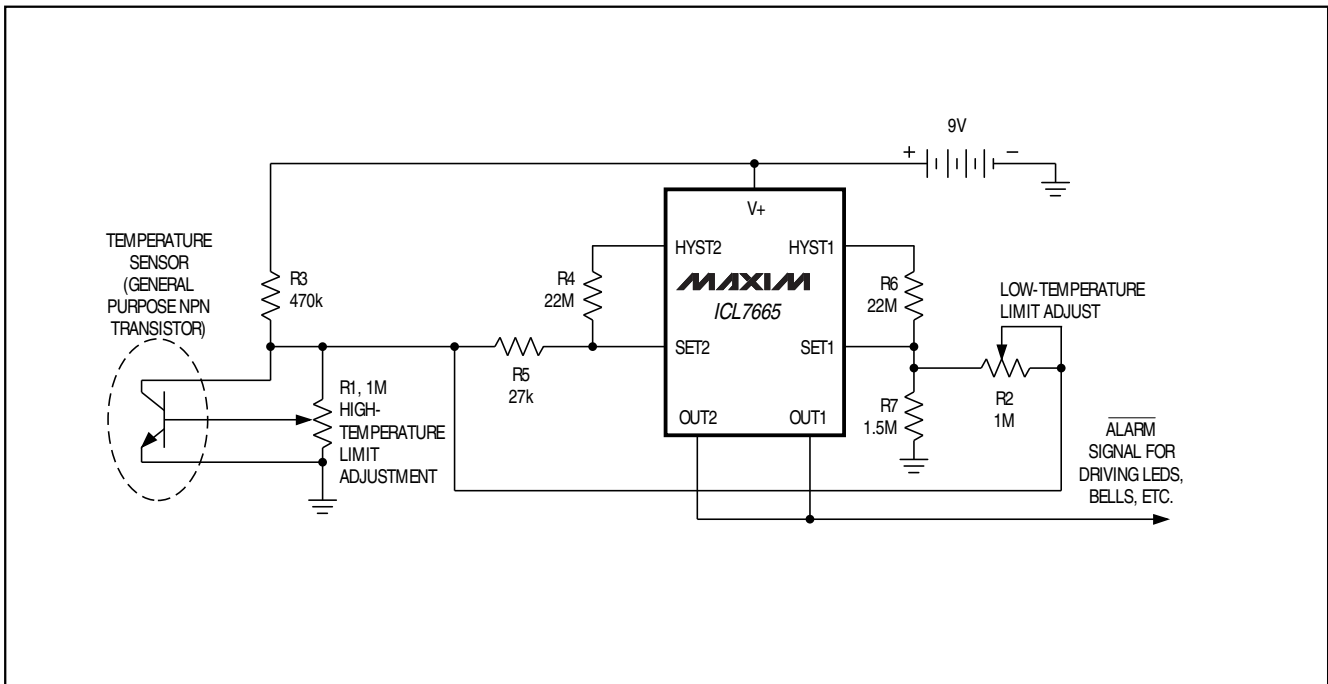 9V
+
−
V+
TEMPERATURE
SENSOR
(GENERAL
PURPOSE NPN
TRANSISTOR)
R3
470k
R4
22M
HYST2
HYST1
MAXIM
ICL7665
R6
22M
LOW-TEMPERATURE
LIMIT ADJUST
SET2
SET1
R5
27k
R1, 1M
HIGH-
TEMPERATURE
LIMIT
ADJUSTMENT
R7
1.5M
R2
1M
OUT2
OUT1
ALARM
SIGNAL FOR
DRIVING LEDS,
BELLS, ETC.